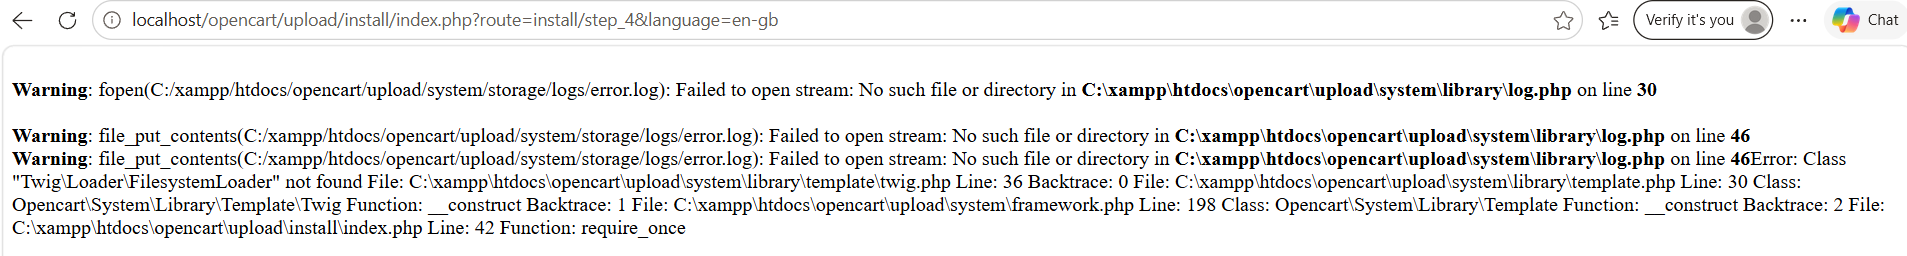 localhost/opencart/upload/install/index.php?route=install/step_4&language=en-gb
Verify it's you
Chat
Warning: fopen(C:/xampp/htdocs/opencart/upload/system/storage/logs/error.log): Failed to open stream: No such file or directory in C:\xampp\htdocs\opencart\upload\system\library\log.php on line 30
Warning: file_put_contents(C:/xampp/htdocs/opencart/upload/system/storage/logs/error.log): Failed to open stream: No such file or directory in C:\xampp\htdocs\opencart\upload\system\library\log.php on line 46
Warning: file_put_contents(C:/xampp/htdocs/opencart/upload/system/storage/logs/error.log): Failed to open stream: No such file or directory in C:\xampp\htdocs\opencart\upload\system\library\log.php on line 46Error: Class
"Twig\Loader\FilesystemLoader" not found File: C:\xampp\htdocs\opencart\upload\system\library\template\twig.php Line: 36 Backtrace: 0 File: C:\xampp\htdocs\opencart\upload\system\library\template.php Line: 30 Class:
Opencart\System\Library\Template\Twig Function: __construct Backtrace: 1 File: C:\xampp\htdocs\opencart\upload\system\framework.php Line: 198 Class: Opencart\System\Library\Template Function: __construct Backtrace: 2 File:
C:\xampp\htdocs\opencart\upload\install\index.php Line: 42 Function: require_once